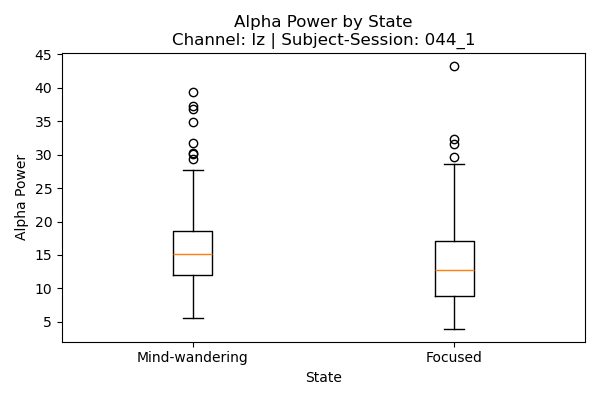 Alpha Power by State
Channel: Iz | Subject-Session: 044_1
45
40
35
30
25
20
15
10
5
Alpha Power
Mind-wandering
Focused
State